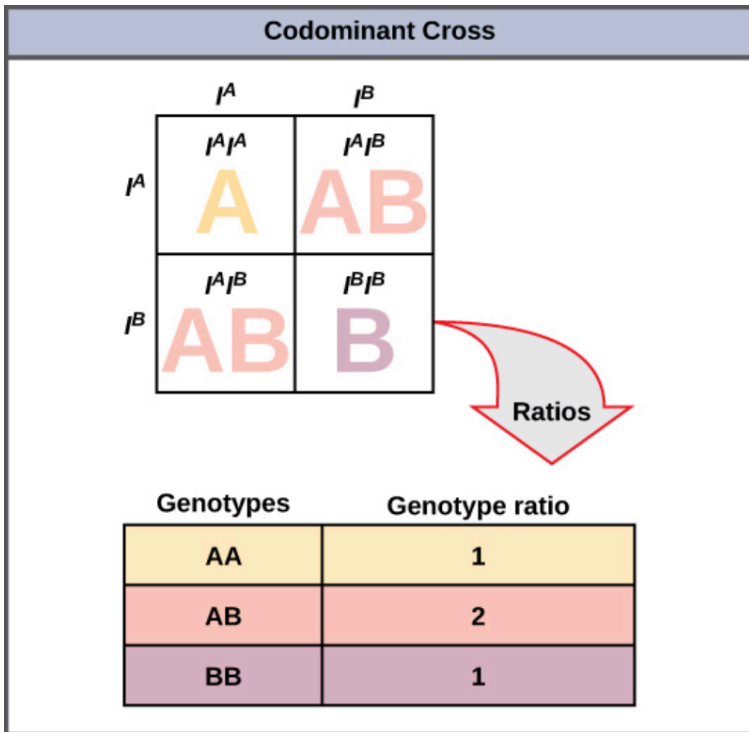 Codominant Cross
I^A I^B
I^A I^AI^A I^AI^B
A AB
I^B I^AI^B I^BI^B
AB B
Ratios
Genotypes Genotype ratio
AA 1
AB 2
BB 1